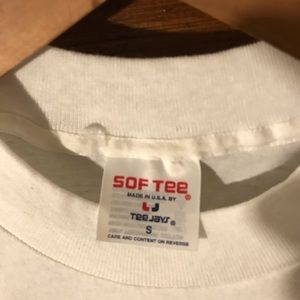 SOF TEE®
MADE IN U.S.A. BY
TEE JAYS®
S
CARE AND CONTENT ON REVERSE